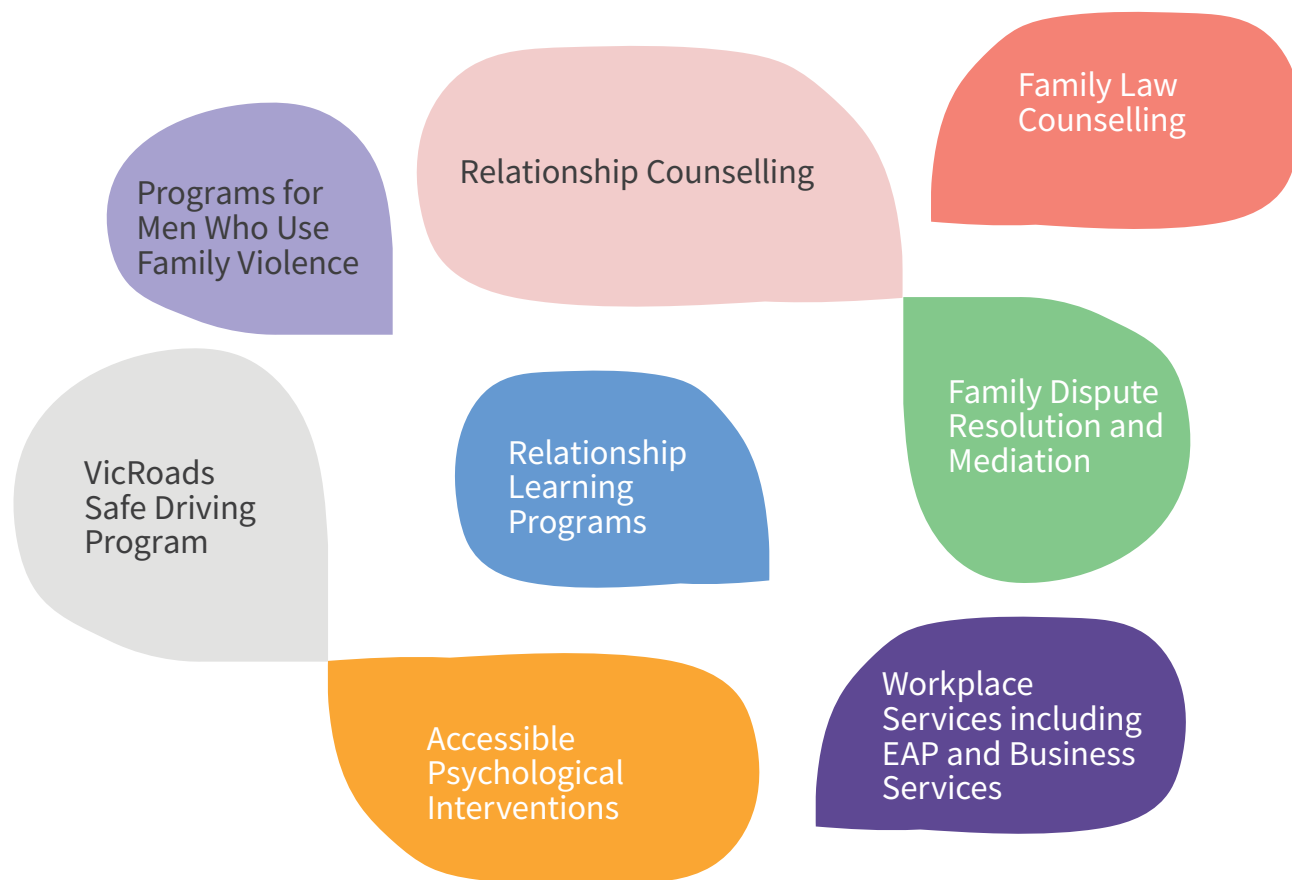 Family Law
Counselling
Relationship Counselling
Programs for
Men Who Use
Family Violence
Family Dispute
Resolution and
Mediation
Relationship
Learning
Programs
VicRoads
Safe Driving
Program
Workplace
Services including
EAP and Business
Services
Accessible
Psychological
Interventions